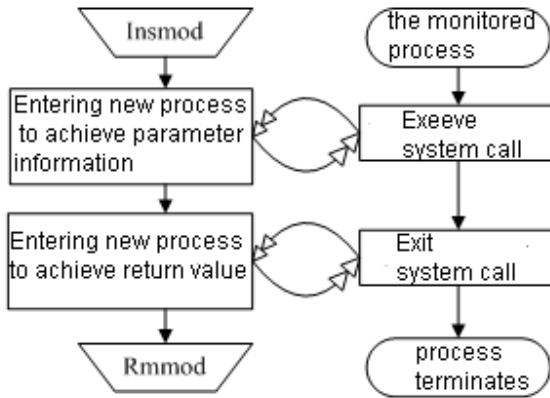 Insmod
Entering new process
to achieve parameter
information
Entering new process
to achieve return value
Rmmod
the monitored
process
Exeeve
system call
Exit
system call
process
terminates